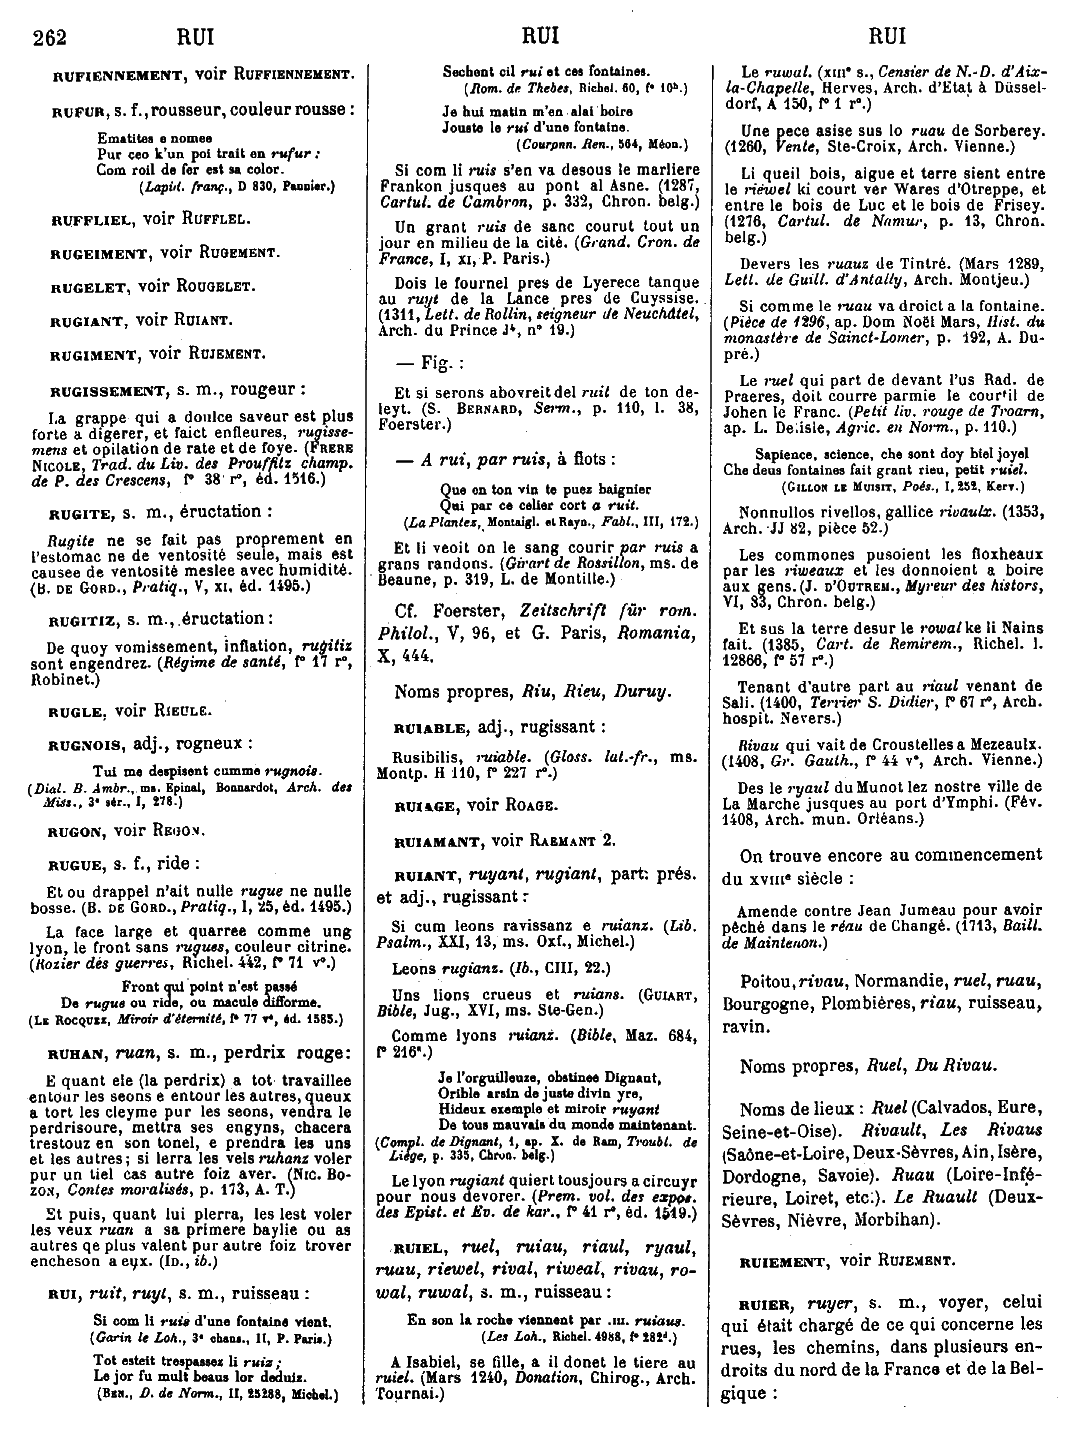 262 RUI
RUI
RUI
RUFIENNEMENT, voir RUFFIENNEMENT.
RUFUR, s. f., rousseur, couleur rousse :
Ematites e nomee
Pur ceo k'un poi trait en rufur :
Com roil de fer est sa color.
(Lapid. franç., D 830, Pannier.)
RUFFLIEL, voir RUFFLEL.
RUGEIMENT, voir RUGEMENT.
RUGELET, voir ROUGELET.
RUGIANT, voir RUIANT.
RUGIMENT, voir RUJEMENT.
RUGISSEMENT, s. m., rougeur :
La grappe qui a doulce saveur est plus
forte a digerer, et faict enfleures, rugisse-
mens et opilation de rate et de foye. (FRERE
NICOLE, Trad. du Liv. des Prouffitz champ.
de P. des Crescens, f° 38 r°, éd. 1516.)
RUGITE, s. m., éructation :
Rugite ne se fait pas proprement en
l'estomac ne de ventosité seule, mais est
causee de ventosité meslee avec humidité.
(B. DE GORD., Pratiq., V, XI, éd. 1495.)
RUGITIZ, s. m., éructation :
De quoy vomissement, inflation, rugitiz
sont engendrez. (Régime de santé, f° 17 r°,
Robinet.)
RUGLE, voir RIEULE.
RUGNOIS, adj., rogneux :
Tui me despisent cumme rugnois.
(Dial. B. Ambr., ms. Epinal, Bonnardot, Arch. des
Miss., 3e sér., I, 278.)
RUGON, voir REGON.
RUGUE, s. f., ride :
Et ou drappel n'ait nulle rugue ne nulle
bosse. (B. DE GORD., Pratiq., I, 25, éd. 1495.)
La face large et quarree comme ung
lyon, le front sans rugues, couleur citrine.
(Rozier des guerres, Richel. 442, f° 71 v°.)
Front qui point n'est passé
De rugue ou ride, ou macule difforme.
(LE ROCQUEZ, Miroir d'éternité, f° 77 v°, éd. 1585.)
RUHAN, ruan, s. m., perdrix rouge :
E quant ele (la perdrix) a tot travaillee
entour les seons e entour les autres, queux
a tort les cleyme pur les seons, vendra le
perdrisoure, mettra ses engyns, chacera
trestouz en son tonel, e prendra les uns
et les autres ; si lerra les veis ruhanz voler
pur un tiel cas autre foiz aver. (NIC. BO-
ZON, Contes moralisés, p. 173, A. T.)
Et puis, quant lui plerra, les lest voler
les veux ruan a sa primere baylie ou as
autres qe plus valent pur autre foiz trover
encheson a eux. (ID., ib.)
RUI, ruit, ruyt, s. m., ruisseau :
Si com li ruis d'une fontaine vient.
(Garin le Loh., 3e chans., II, P. Paris.)
Tot esteit trespassez li ruiz ;
Le jor fu mult beaus lor deduiz.
(BEN., D. de Norm., II, 25288, Michel.)
Sechent cil rui et ces fontaines.
(Rom. de Thebes, Richel. 60, f° 10b.)
Je hui matin m'en alai boire
Jouste le rui d'une fontaine.
(Couronn. Ren., 564, Méon.)
Si com li ruis s'en va desous le marliere
Frankon jusques au pont al Asne. (1287,
Cartul. de Cambron, p. 332, Chron. belg.)
Un grant ruis de sanc courut tout un
jour en milieu de la cité. (Grand. Cron. de
France, I, XI, P. Paris.)
Dois le fournel pres de Lyerece tanque
au ruyt de la Lance pres de Cuyssise.
(1311, Lett. de Rollin, seigneur de Neuchâtel,
Arch. du Prince J4, n° 19.)
— Fig. :
Et si serons abovreit del ruit de ton de-
leyt. (S. BERNARD, Serm., p. 110, l. 38,
Foerster.)
— A rui, par ruis, à flots :
Que on ton vin te puez baignier
Qui par ce celier cort a ruit.
(La Plantez, Montaigl. et Rayn., Fabl., III, 172.)
Et li veoit on le sang courir par ruis a
grans randons. (Girart de Rossillon, ms. de
Beaune, p. 319, L. de Montille.)
Cf. Foerster, Zeitschrift für rom.
Philol., V, 96, et G. Paris, Romania,
X, 444.
Noms propres, Riu, Rieu, Duruy.
RUIABLE, adj., rugissant :
Rusibilis, ruiable. (Gloss. lat.-fr., ms.
Montp. H 110, f° 227 r°.)
RUIAGE, voir ROAGE.
RUIAMANT, voir RAEMANT 2.
RUIANT, ruyant, rugiant, part. prés.
et adj., rugissant :
Si cum leons ravissanz e ruianz. (Lib.
Psalm., XXI, 13, ms. Oxf., Michel.)
Leons rugianz. (Ib., CIII, 22.)
Uns lions crueus et ruians. (GUIART,
Bible, Jug., XVI, ms. Ste-Gen.)
Comme lyons ruianz. (Bible, Maz. 684,
f° 216a.)
Je l'orguilleuze, obstinee Dignant,
Orible arsin de juste divin yre,
Hideux exemple et miroir ruyant
De tous mauvais du monde maintenant.
(Compl. de Dignant, 1, ap. X. de Ram, Troubl. de
Liège, p. 335, Chron. belg.)
Le lyon rugiant quiert tousjours a circuyr
pour nous devorer. (Prem. vol. des expos.
des Epist. et Ev. de kar., f° 41 r°, éd. 1519.)
RUIEL, ruel, ruiau, riaul, ryaul,
ruau, riewel, rival, riweal, rivau, ro-
wal, ruwal, s. m., ruisseau :
En son la roche viennent par .III. ruiaus.
(Les Loh., Richel. 4988, f° 282d.)
A Isabiel, se fille, a il donet le tiere au
ruiel. (Mars 1240, Donation, Chirog., Arch.
Tournai.)
Le ruwal. (XIIIe s., Censier de N.-D. d'Aix-
la-Chapelle, Herves, Arch. d'Etat à Düssel-
dorf, A 150, f° 1 r°.)
Une pece asise sus lo ruau de Sorberey.
(1260, Vente, Ste-Croix, Arch. Vienne.)
Li queil bois, aigue et terre sient entre
le riewel ki court ver Wares d'Otreppe, et
entre le bois de Luc et le bois de Frisey.
(1276, Cartul. de Namur, p. 13, Chron.
belg.)
Devers les ruauz de Tintré. (Mars 1289,
Lett. de Guill. d'Antally, Arch. Montjeu.)
Si comme le ruau va droict a la fontaine.
(Pièce de 1296, ap. Dom Noël Mars, Hist. du
monastère de Sainct-Lomer, p. 192, A. Du-
pré.)
Le ruel qui part de devant l'us Rad. de
Praeres, doit courre parmie le courtil de
Johen le Franc. (Petit liv. rouge de Troarn,
ap. L. Delisle, Agric. en Norm., p. 110.)
Sapience, science, che sont doy biel joyel
Che deus fontaines fait grant rieu, petit ruiel.
(GILLON LE MUISIT, Poés., I, 252, Kerv.)
Nonnullos rivellos, gallice rivaulx. (1353,
Arch. JJ 82, pièce 52.)
Les commones pusoient les floxheaux
par les riweaux et les donnoient a boire
aux gens. (J. D'OUTREM., Myreur des histors,
VI, 83, Chron. belg.)
Et sus la terre desur le rowal ke li Nains
fait. (1385, Cart. de Remirem., Richel. l.
12866, f° 57 r°.)
Tenant d'autre part au riaul venant de
Sali. (1400, Terrier S. Didier, f° 67 r°, Arch.
hospit. Nevers.)
Rivau qui vait de Croustelles a Mezeaulx.
(1408, Gr. Gauth., f° 44 v°, Arch. Vienne.)
Des le ryaul du Munot lez nostre ville de
La Marche jusques au port d'Ymphi. (Fév.
1408, Arch. mun. Orléans.)
On trouve encore au commencement
du XVIIIe siècle :
Amende contre Jean Jumeau pour avoir
pêché dans le réau de Changé. (1713, Baill.
de Maintenon.)
Poitou, rivau, Normandie, ruel, ruau,
Bourgogne, Plombières, riau, ruisseau,
ravin.
Noms propres, Ruel, Du Rivau.
Noms de lieux : Ruel (Calvados, Eure,
Seine-et-Oise). Rivault, Les Rivaus
(Saône-et-Loire, Deux-Sèvres, Ain, Isère,
Dordogne, Savoie). Ruau (Loire-Infé-
rieure, Loiret, etc.). Le Ruault (Deux-
Sèvres, Nièvre, Morbihan).
RUIEMENT, voir RUJEMENT.
RUIER, ruyer, s. m., voyer, celui
qui était chargé de ce qui concerne les
rues, les chemins, dans plusieurs en-
droits du nord de la France et de la Bel-
gique :